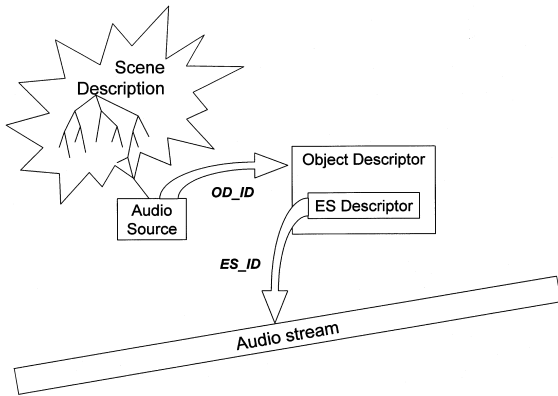 Scene
Description
Object Descriptor
OD_ID
ES Descriptor
Audio
Source
ES_ID
Audio stream